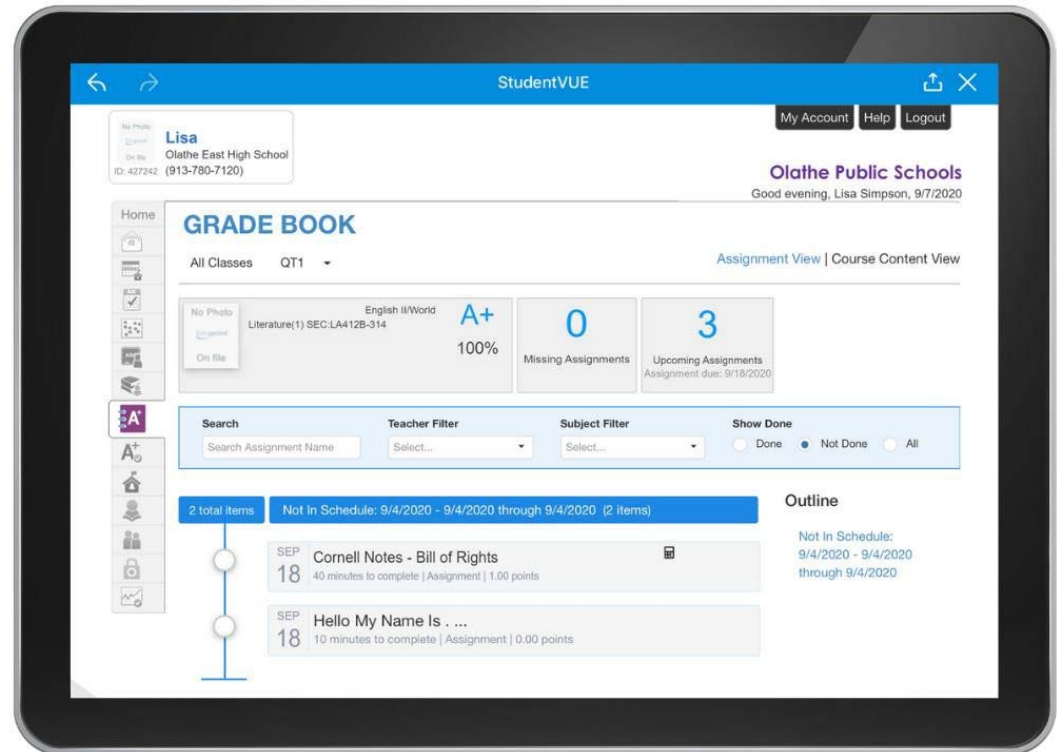 StudentVUE
My Account Help Logout
No Photo
On file
ID: 427242
Lisa
Olathe East High School
(913-780-7120)
Olathe Public Schools
Good evening, Lisa Simpson, 9/7/2020
Home
GRADE BOOK
All Classes QT1
Assignment View | Course Content View
No Photo
On file
English II/World
Literature(1) SEC:LA412B-314
A+
100%
0
Missing Assignments
3
Upcoming Assignments
Assignment due: 9/18/2020
A+
A+
Search
Search Assignment Name
Teacher Filter
Select...
Subject Filter
Select...
Show Done
Done Not Done All
2 total items
Not In Schedule: 9/4/2020 - 9/4/2020 through 9/4/2020 (2 items)
SEP
18
Cornell Notes - Bill of Rights
40 minutes to complete | Assignment | 1.00 points
SEP
18
Hello My Name Is . ...
10 minutes to complete | Assignment | 0.00 points
Outline
Not In Schedule:
9/4/2020 - 9/4/2020
through 9/4/2020